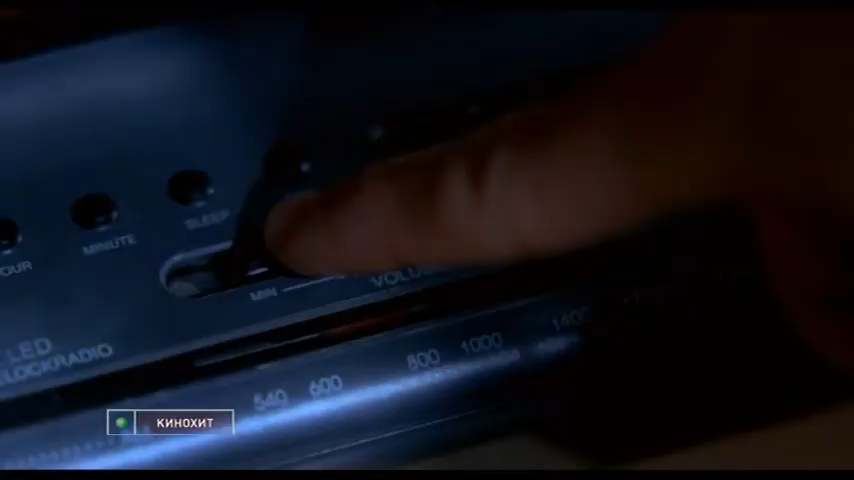 HOUR
MINUTE
SLEEP
MIN
VOLU
LED
CLOCKRADIO
540 600 800 1000 1400
КИНОХИТ